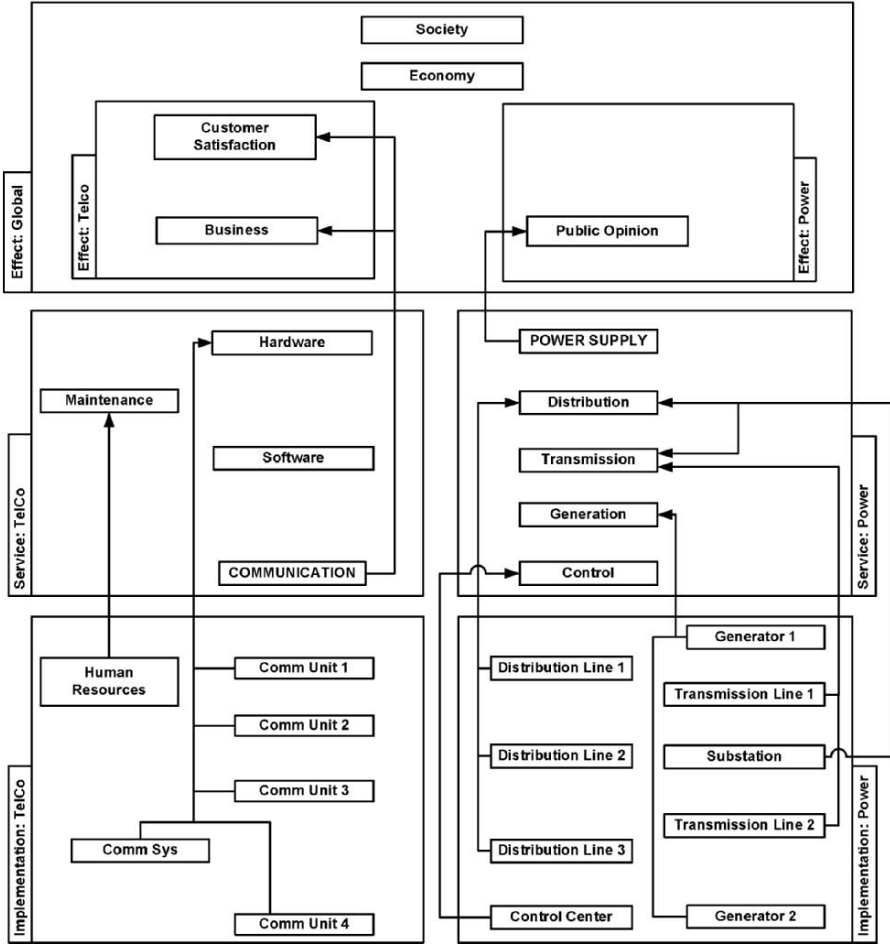 Society
Economy
Effect: Global
Effect: Telco
Customer
Satisfaction
Business
Public Opinion
Effect: Power
Service: TelCo
Hardware
Maintenance
Software
COMMUNICATION
POWER SUPPLY
Distribution
Transmission
Generation
Control
Service: Power
Implementation: TelCo
Human
Resources
Comm Unit 1
Comm Unit 2
Comm Unit 3
Comm Sys
Comm Unit 4
Generator 1
Distribution Line 1
Transmission Line 1
Distribution Line 2
Substation
Transmission Line 2
Distribution Line 3
Control Center
Generator 2
Implementation: Power